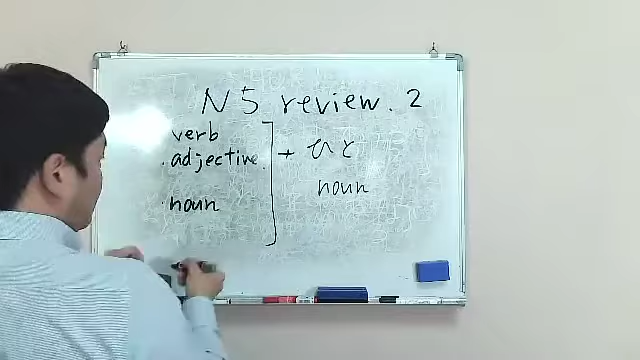 N5 review. 2
verb
・adjective. + ひと
noun
・noun